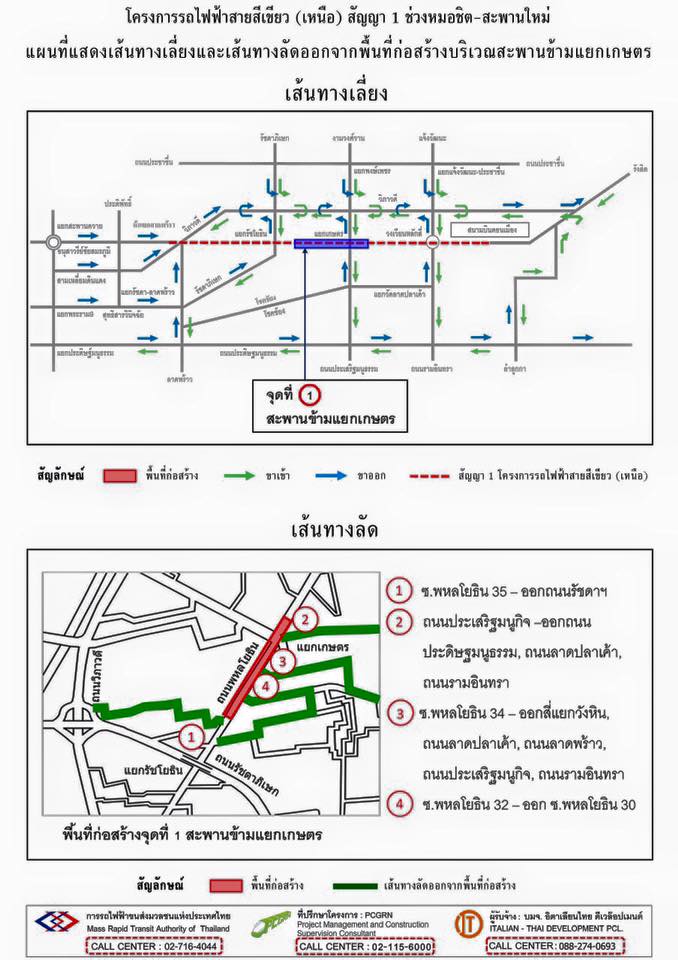 โครงการรถไฟฟ้าสายสีเขียว (เหนือ) สัญญา 1 ช่วงหมอชิต-สะพานใหม่
แผนที่แสดงเส้นทางเลี่ยงและเส้นทางลัดออกจากพื้นที่ก่อสร้างบริเวณสะพานข้ามแยกเกษตร
เส้นทางเลี่ยง
รัชดาภิเษก
งามวงศ์วาน
แจ้งวัฒนะ
ถนนประชาชื่น
แยกพงษ์เพชร
แยกแจ้งวัฒนะ-ประชาชื่น
ถนนประชาชื่น
รังสิต
ประดิพัทธ์
วิภาวดี
วิภาวดี
แยกสะพานควาย
ห้าแยกลาดพร้าว
แยกรัชโยธิน
แยกเกษตร
วงเวียนหลักสี่
สนามบินดอนเมือง
อนุสาวรีย์ชัยสมรภูมิ
สามเหลี่ยมดินแดง
แยกรัชดา-ลาดพร้าว
รัชดาภิเษก
โชคชัย
โชคชัย
แยกวัดลาดปลาเค้า
แยกพระราม9
สุทธิสารวินิจฉัย
แยกประดิษฐ์มนูธรรม
ถนนประดิษฐ์มนูธรรม
ลาดพร้าว
ถนนประเสริฐมนูธรรม
ถนนรามอินทรา
ลำลูกกา
จุดที่ 1
สะพานข้ามแยกเกษตร
สัญลักษณ์
พื้นที่ก่อสร้าง
ขาเข้า
ขาออก
สัญญา 1 โครงการรถไฟฟ้าสายสีเขียว (เหนือ)
เส้นทางลัด
ถนนวิภาวดี
ถนนพหลโยธิน
แยกเกษตร
2
3
4
1
แยกรัชโยธิน
ถนนรัชดาภิเษก
พื้นที่ก่อสร้างจุดที่ 1 สะพานข้ามแยกเกษตร
1 ซ.พหลโยธิน 35 – ออกถนนรัชดาฯ
2 ถนนประเสริฐมนูกิจ –ออกถนน
ประดิษฐมนูธรรม, ถนนลาดปลาเค้า,
ถนนรามอินทรา
3 ซ.พหลโยธิน 34 – ออกสี่แยกวังหิน,
ถนนลาดปลาเค้า, ถนนลาดพร้าว,
ถนนประเสริฐมนูกิจ, ถนนรามอินทรา
4 ซ.พหลโยธิน 32 – ออก ซ.พหลโยธิน 30
สัญลักษณ์
พื้นที่ก่อสร้าง
เส้นทางลัดออกจากพื้นที่ก่อสร้าง
การรถไฟฟ้าขนส่งมวลชนแห่งประเทศไทย
Mass Rapid Transit Authority of Thailand
CALL CENTER : 02-716-4044
PCGRN
ที่ปรึกษาโครงการ : PCGRN
Project Management and Construction
Supervision Consultant
CALL CENTER : 02-115-6000
ผู้รับจ้าง : บมจ. อิตาเลียนไทย ดีเวล๊อปเมนต์
ITALIAN - THAI DEVELOPMENT PCL.
CALL CENTER: 088-274-0693